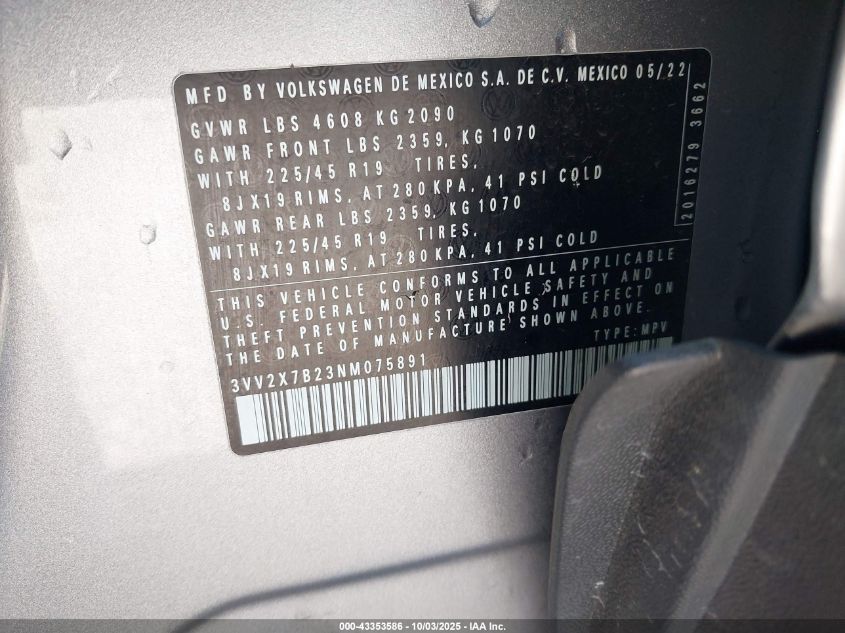 MFD BY VOLKSWAGEN DE MEXICO S.A. DE C.V. MEXICO 05/22
GVWR LBS 4608 KG 2090
GAWR FRONT LBS 2359, KG 1070
WITH 225/45 R19 TIRES,
8JX19 RIMS, AT 280 KPA, 41 PSI COLD
GAWR REAR LBS 2359, KG 1070
WITH 225/45 R19 TIRES,
8JX19 RIMS, AT 280 KPA, 41 PSI COLD
THIS VEHICLE CONFORMS TO ALL APPLICABLE
U.S. FEDERAL MOTOR VEHICLE SAFETY AND
THEFT PREVENTION STANDARDS IN EFFECT ON
THE DATE OF MANUFACTURE SHOWN ABOVE.
TYPE: MPV
3VV2X7B23NM075891
2016279 3662
000-43353586 - 10/03/2025 - IAA Inc.